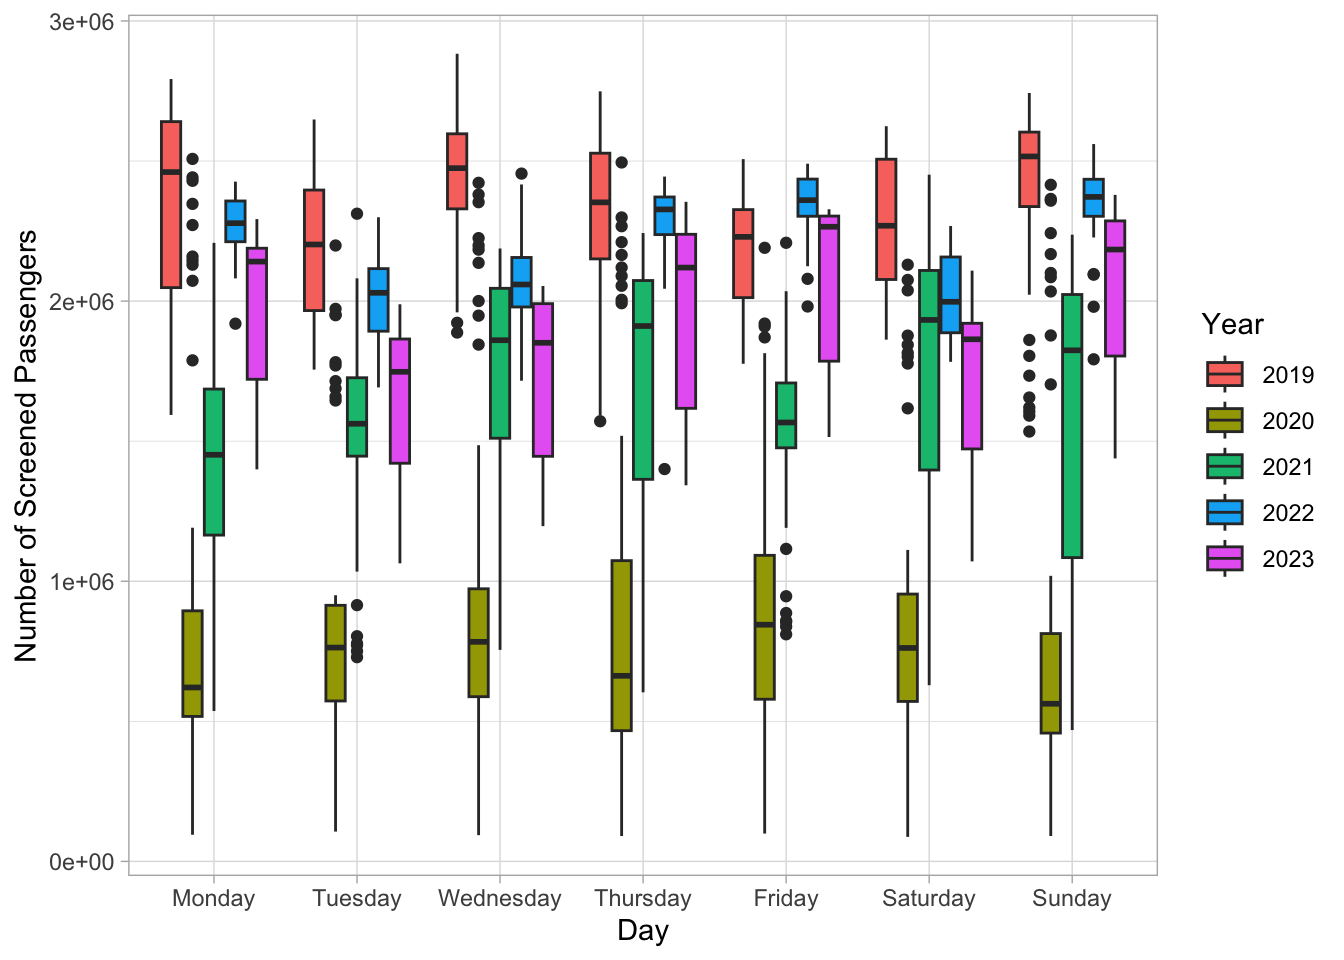 Number of Screened Passengers
3e+06
2e+06
1e+06
0e+00
Monday
Tuesday
Wednesday
Thursday
Friday
Saturday
Sunday
Day
Year
2019
2020
2021
2022
2023